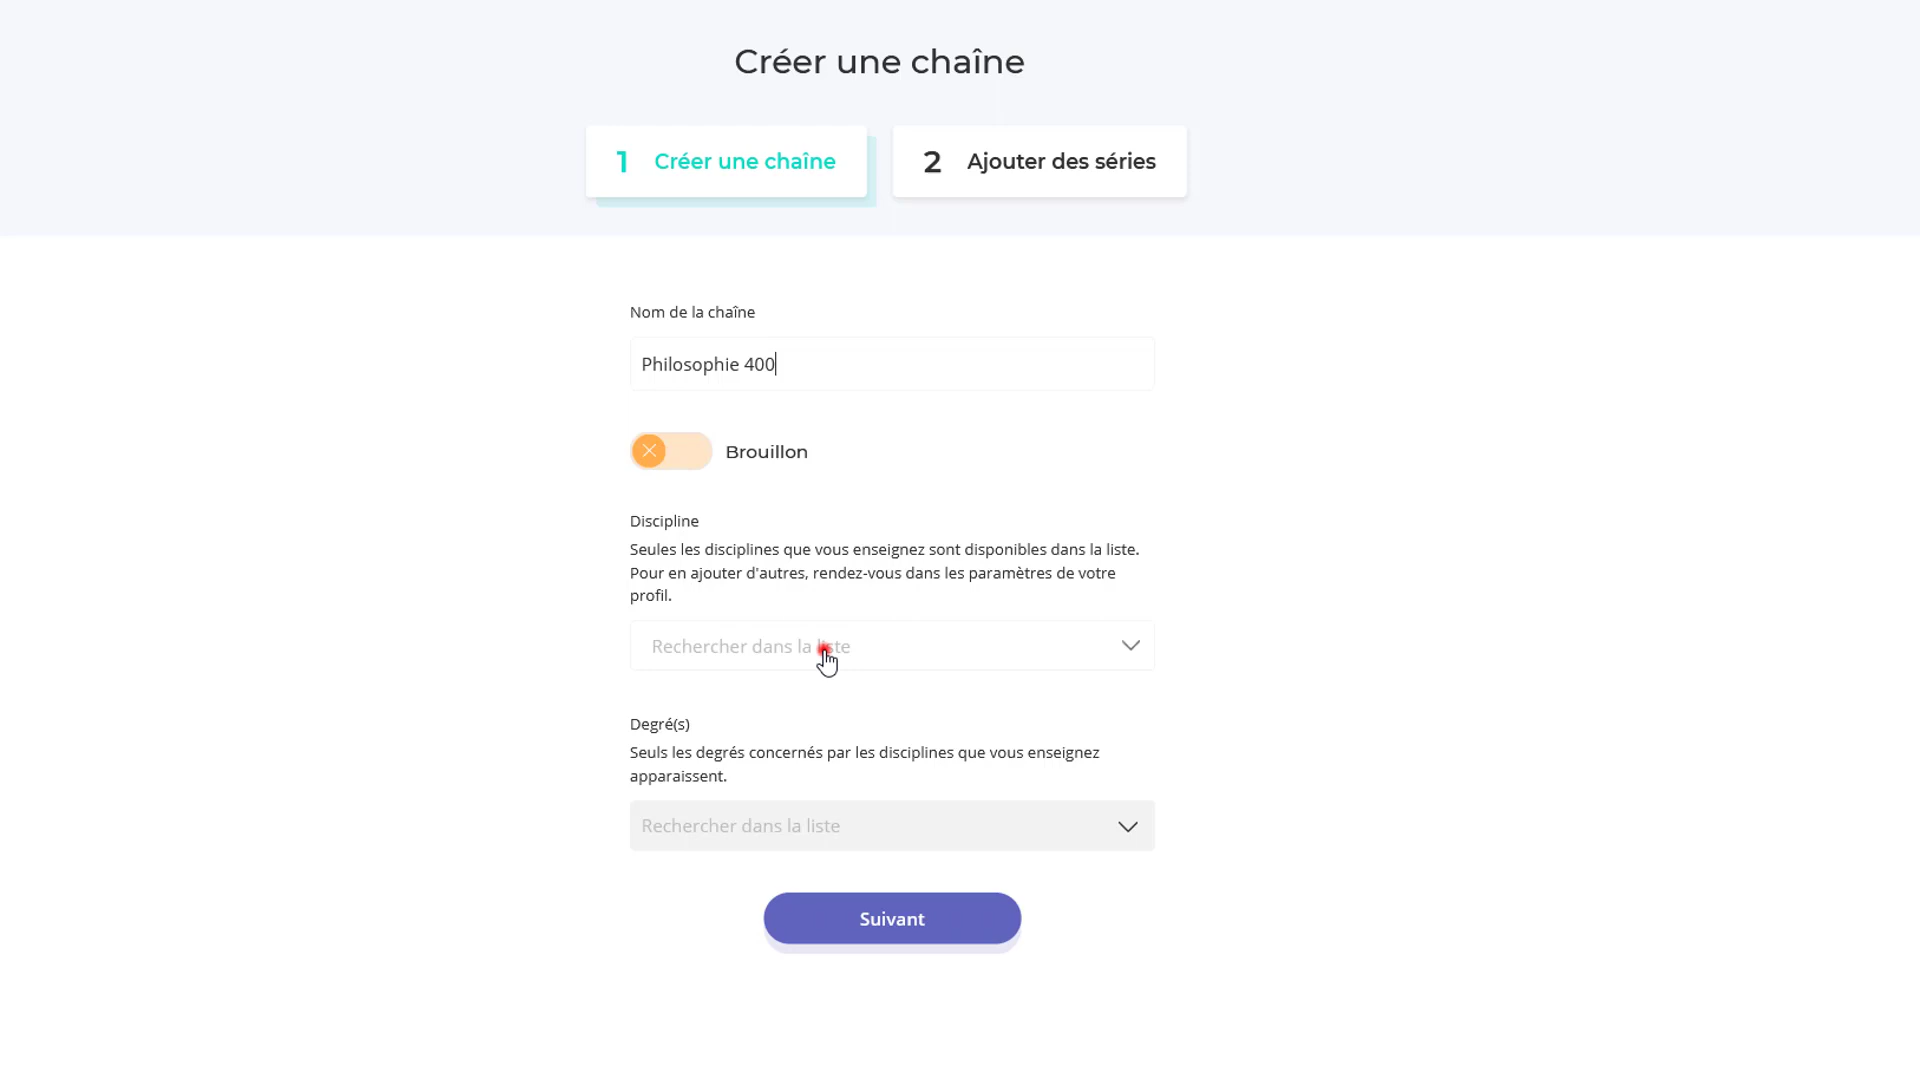 Créer une chaîne
1 Créer une chaîne
2 Ajouter des séries
Nom de la chaîne
Philosophie 400
Brouillon
Discipline
Seules les disciplines que vous enseignez sont disponibles dans la liste.
Pour en ajouter d'autres, rendez-vous dans les paramètres de votre
profil.
Rechercher dans la liste
Degré(s)
Seuls les degrés concernés par les disciplines que vous enseignez
apparaissent.
Rechercher dans la liste
Suivant